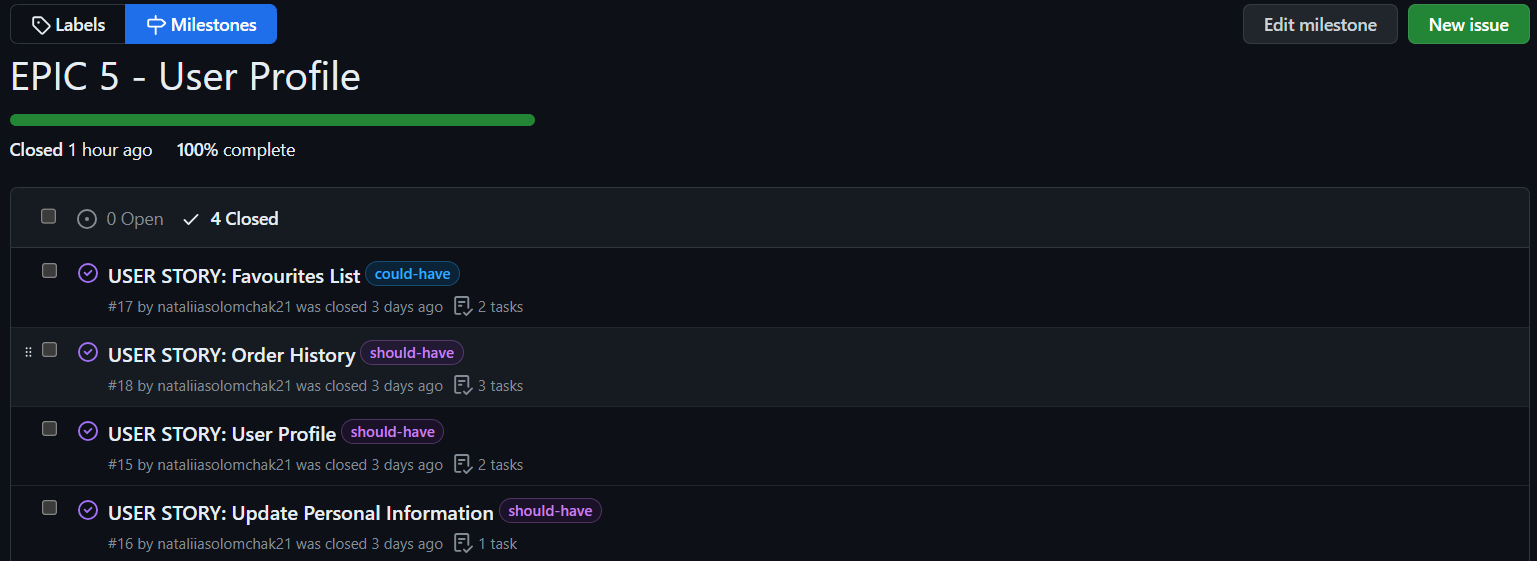 Labels Milestones Edit milestone New issue
EPIC 5 - User Profile
Closed 1 hour ago 100% complete
0 Open 4 Closed
USER STORY: Favourites List could-have
#17 by nataliiasolomchak21 was closed 3 days ago 2 tasks
USER STORY: Order History should-have
#18 by nataliiasolomchak21 was closed 3 days ago 3 tasks
USER STORY: User Profile should-have
#15 by nataliiasolomchak21 was closed 3 days ago 2 tasks
USER STORY: Update Personal Information should-have
#16 by nataliiasolomchak21 was closed 3 days ago 1 task